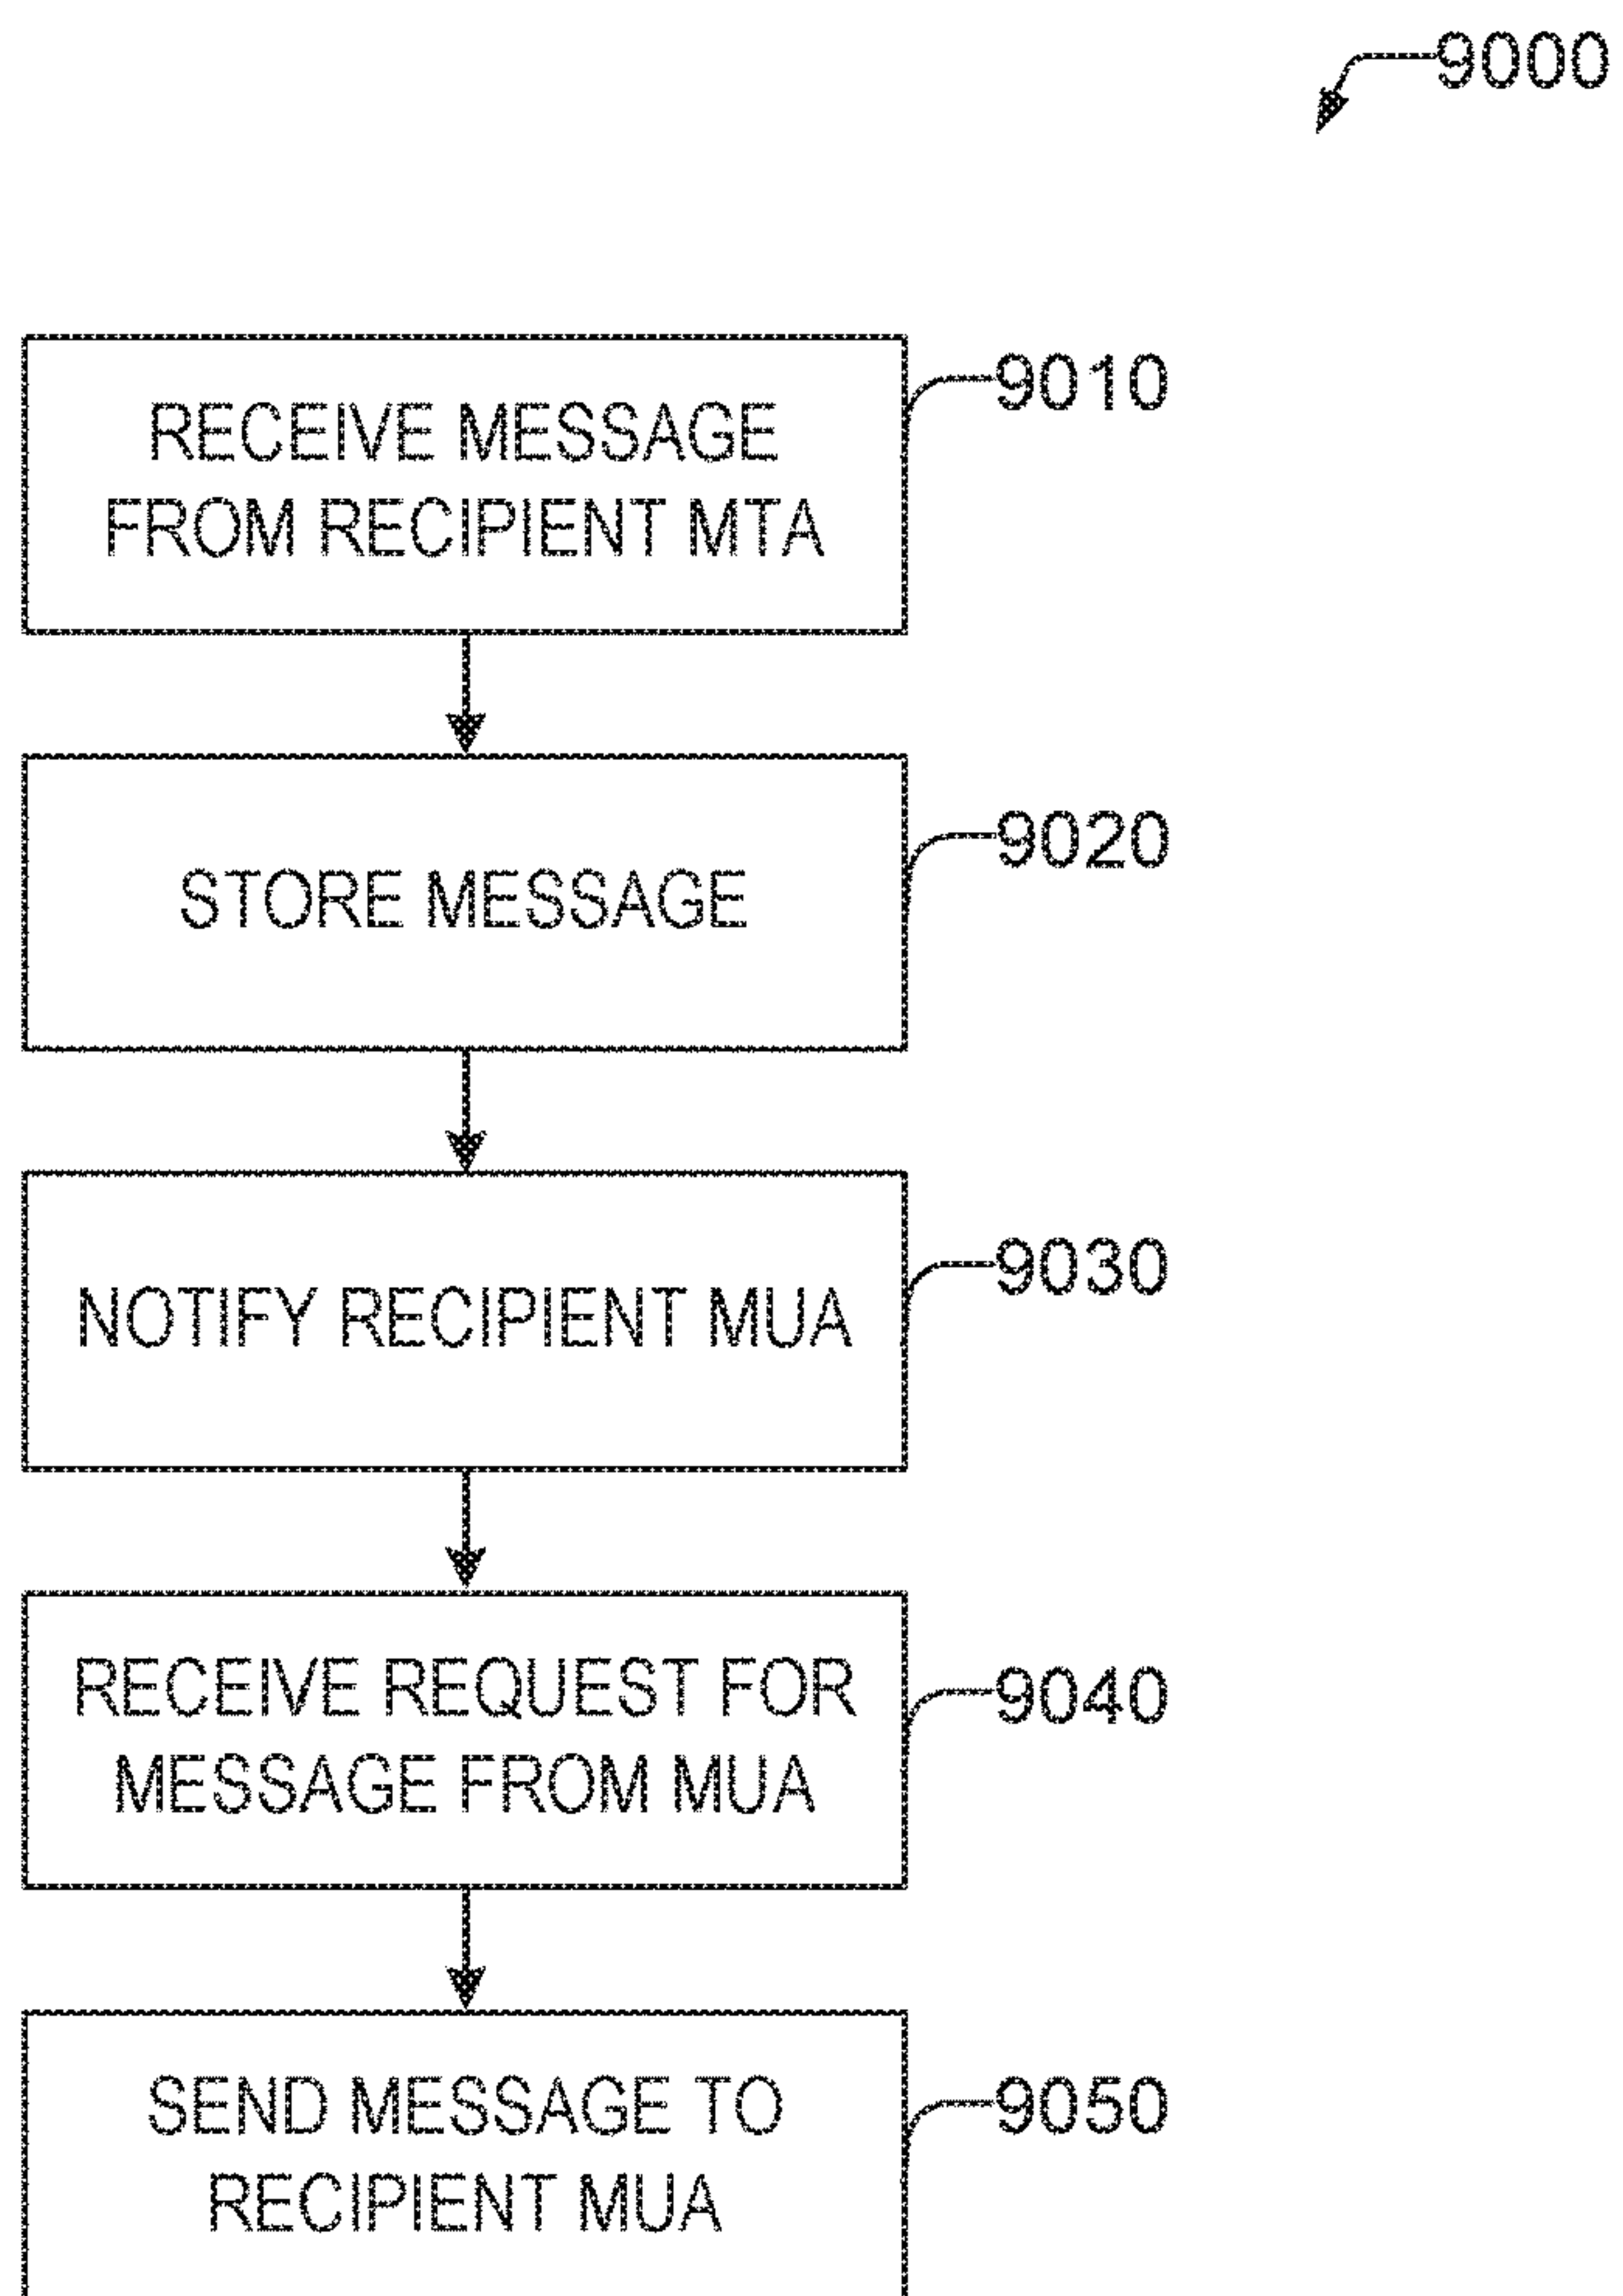 9000
RECEIVE MESSAGE
FROM RECIPIENT MTA
9010
STORE MESSAGE
9020
NOTIFY RECIPIENT MUA
9030
RECEIVE REQUEST FOR
MESSAGE FROM MUA
9040
SEND MESSAGE TO
RECIPIENT MUA
9050